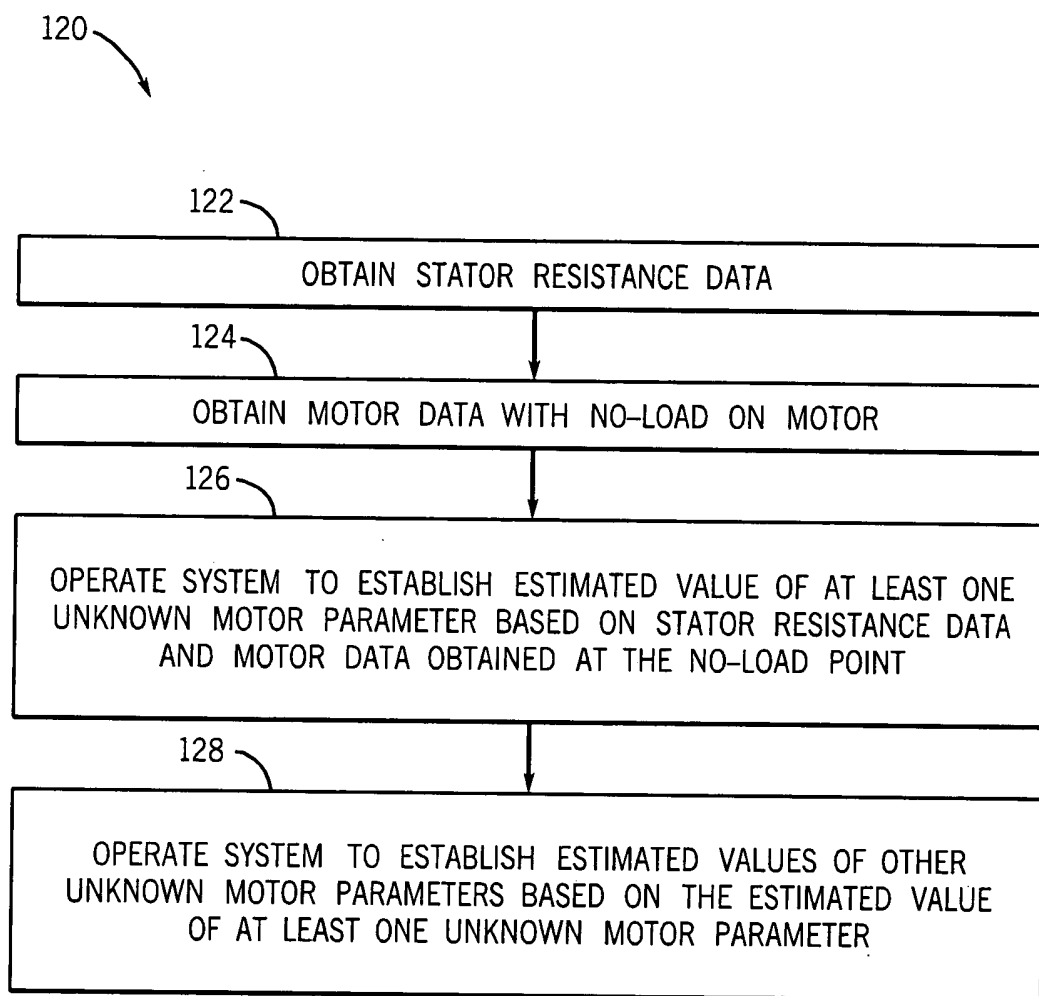 120
122
OBTAIN STATOR RESISTANCE DATA
124
OBTAIN MOTOR DATA WITH NO-LOAD ON MOTOR
126
OPERATE SYSTEM TO ESTABLISH ESTIMATED VALUE OF AT LEAST ONE
UNKNOWN MOTOR PARAMETER BASED ON STATOR RESISTANCE DATA
AND MOTOR DATA OBTAINED AT THE NO-LOAD POINT
128
OPERATE SYSTEM TO ESTABLISH ESTIMATED VALUES OF OTHER
UNKNOWN MOTOR PARAMETERS BASED ON THE ESTIMATED VALUE
OF AT LEAST ONE UNKNOWN MOTOR PARAMETER